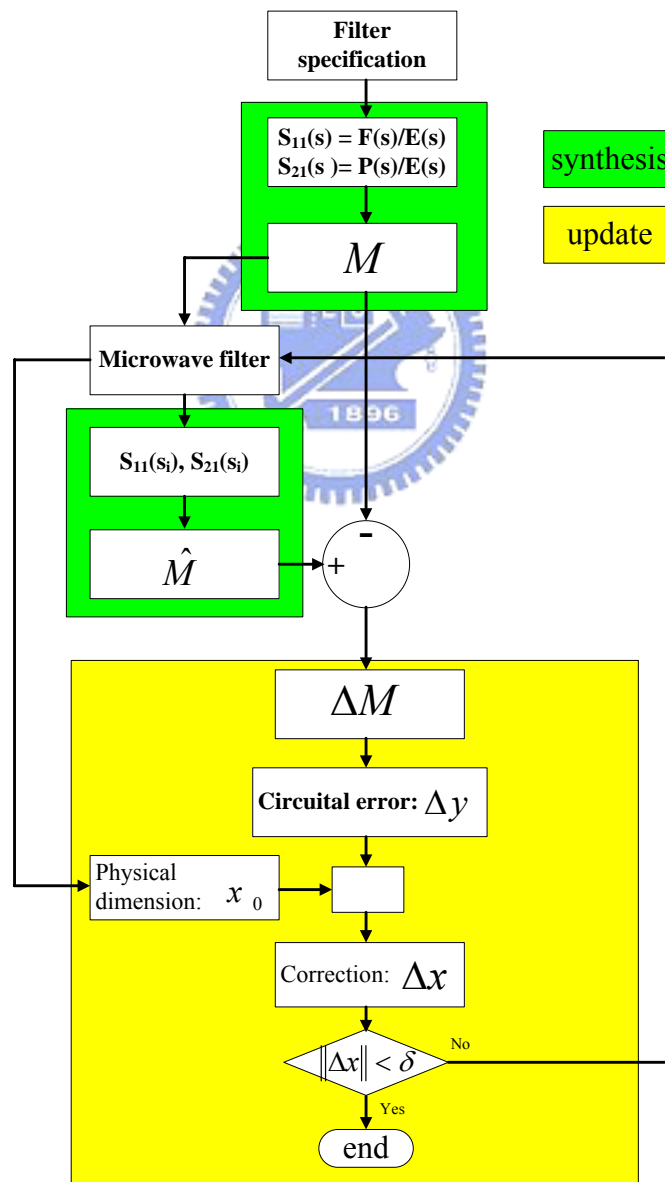 Filter
specification
S₁₁(s) = F(s)/E(s)
S₂₁(s )= P(s)/E(s)
synthesis
M
update
Microwave filter
1896
S₁₁(sᵢ), S₂₁(sᵢ)
-
+
M̂
ΔM
Circuital error: Δy
Physical
dimension: x ₀
Correction: Δx
‖Δx‖ < δ
No
Yes
end